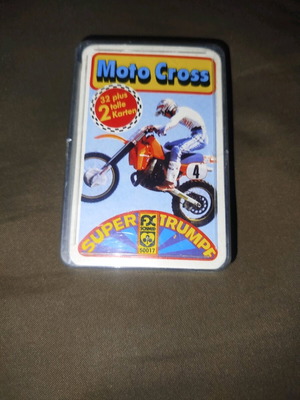 Moto Cross
32 plus
2 tolle
Karten
4
SUPER TRUMPF
FX
SCHMID
50017